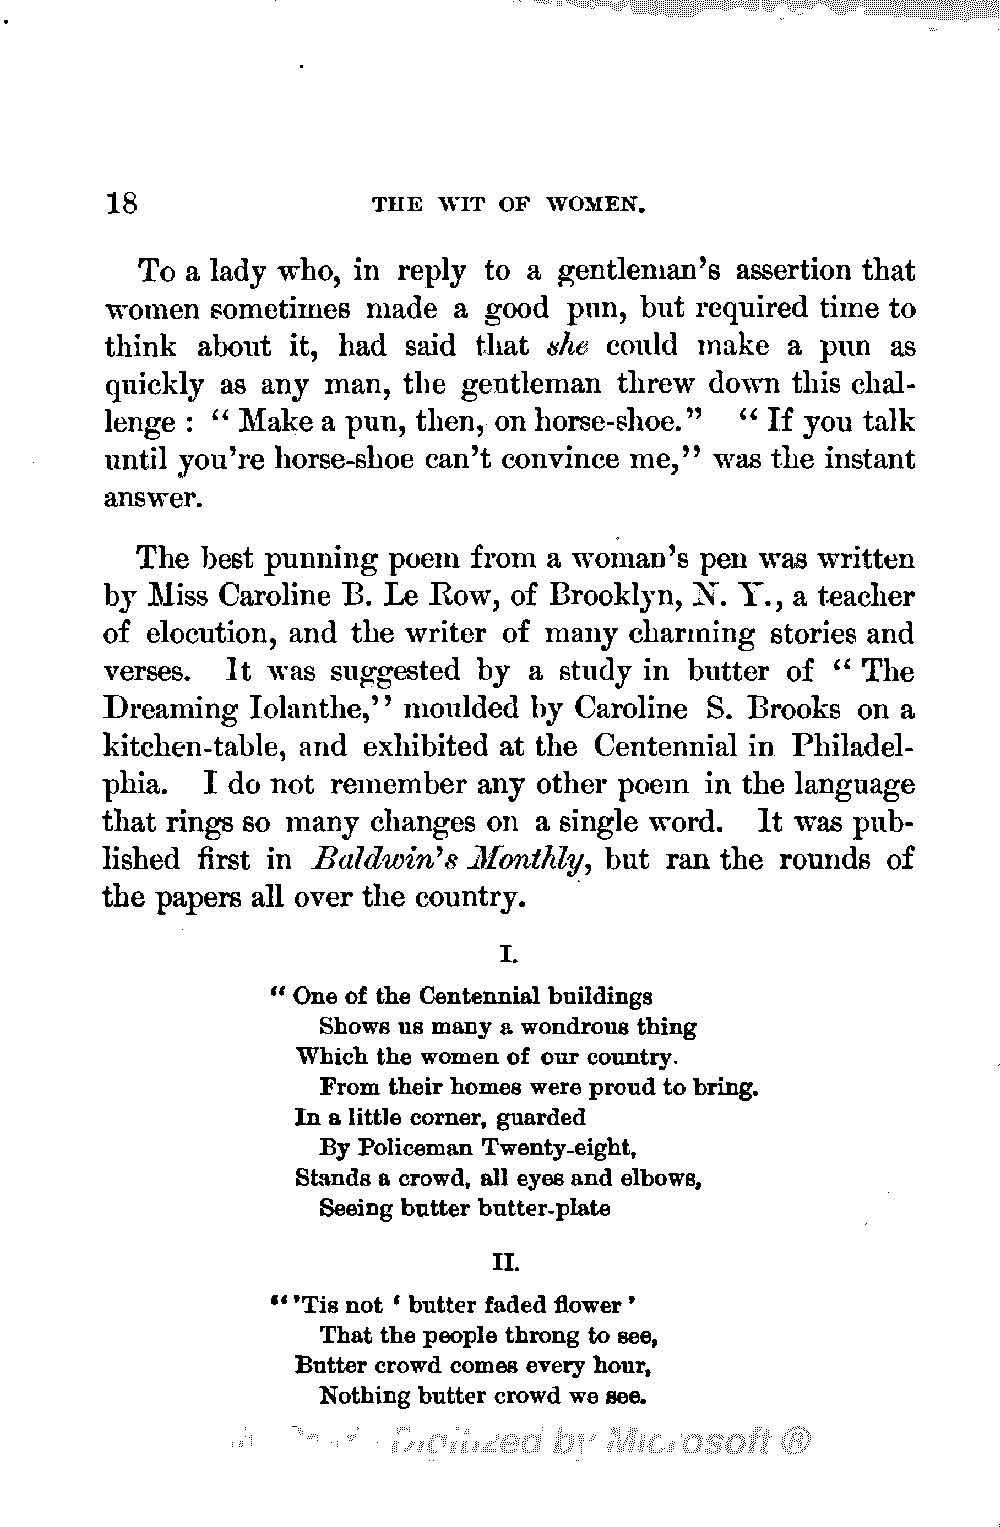 18 THE WIT OF WOMEN.
To a lady who, in reply to a gentleman's assertion that
women sometimes made a good pun, but required time to
think about it, had said that she could make a pun as
quickly as any man, the gentleman threw down this chal-
lenge : “ Make a pun, then, on horse-shoe.” “ If you talk
until you're horse-shoe can't convince me,” was the instant
answer.
The best punning poem from a woman's pen was written
by Miss Caroline B. Le Row, of Brooklyn, N. Y., a teacher
of elocution, and the writer of many charming stories and
verses. It was suggested by a study in butter of “ The
Dreaming Iolanthe,” moulded by Caroline S. Brooks on a
kitchen-table, and exhibited at the Centennial in Philadel-
phia. I do not remember any other poem in the language
that rings so many changes on a single word. It was pub-
lished first in Baldwin's Monthly, but ran the rounds of
the papers all over the country.
I.
“ One of the Centennial buildings
Shows us many a wondrous thing
Which the women of our country.
From their homes were proud to bring.
In a little corner, guarded
By Policeman Twenty-eight,
Stands a crowd, all eyes and elbows,
Seeing butter butter-plate
II.
“ 'Tis not ‘ butter faded flower ’
That the people throng to see,
Butter crowd comes every hour,
Nothing butter crowd we see.
Digitized by Microsoft ®